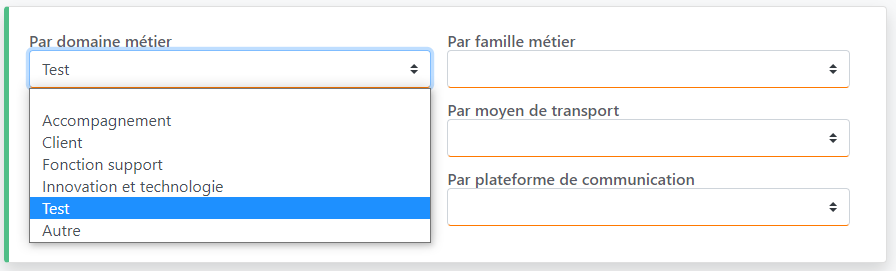 Par domaine métier
Test
Accompagnement
Client
Fonction support
Innovation et technologie
Test
Autre
Par famille métier
Par moyen de transport
Par plateforme de communication